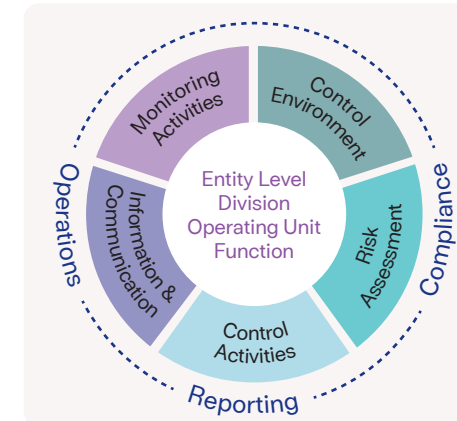 Monitoring
Activities
Control
Environment
Operations
Compliance
Entity Level
Division
Operating Unit
Function
Information &
Communication
Risk
Assessment
Control
Activities
Reporting